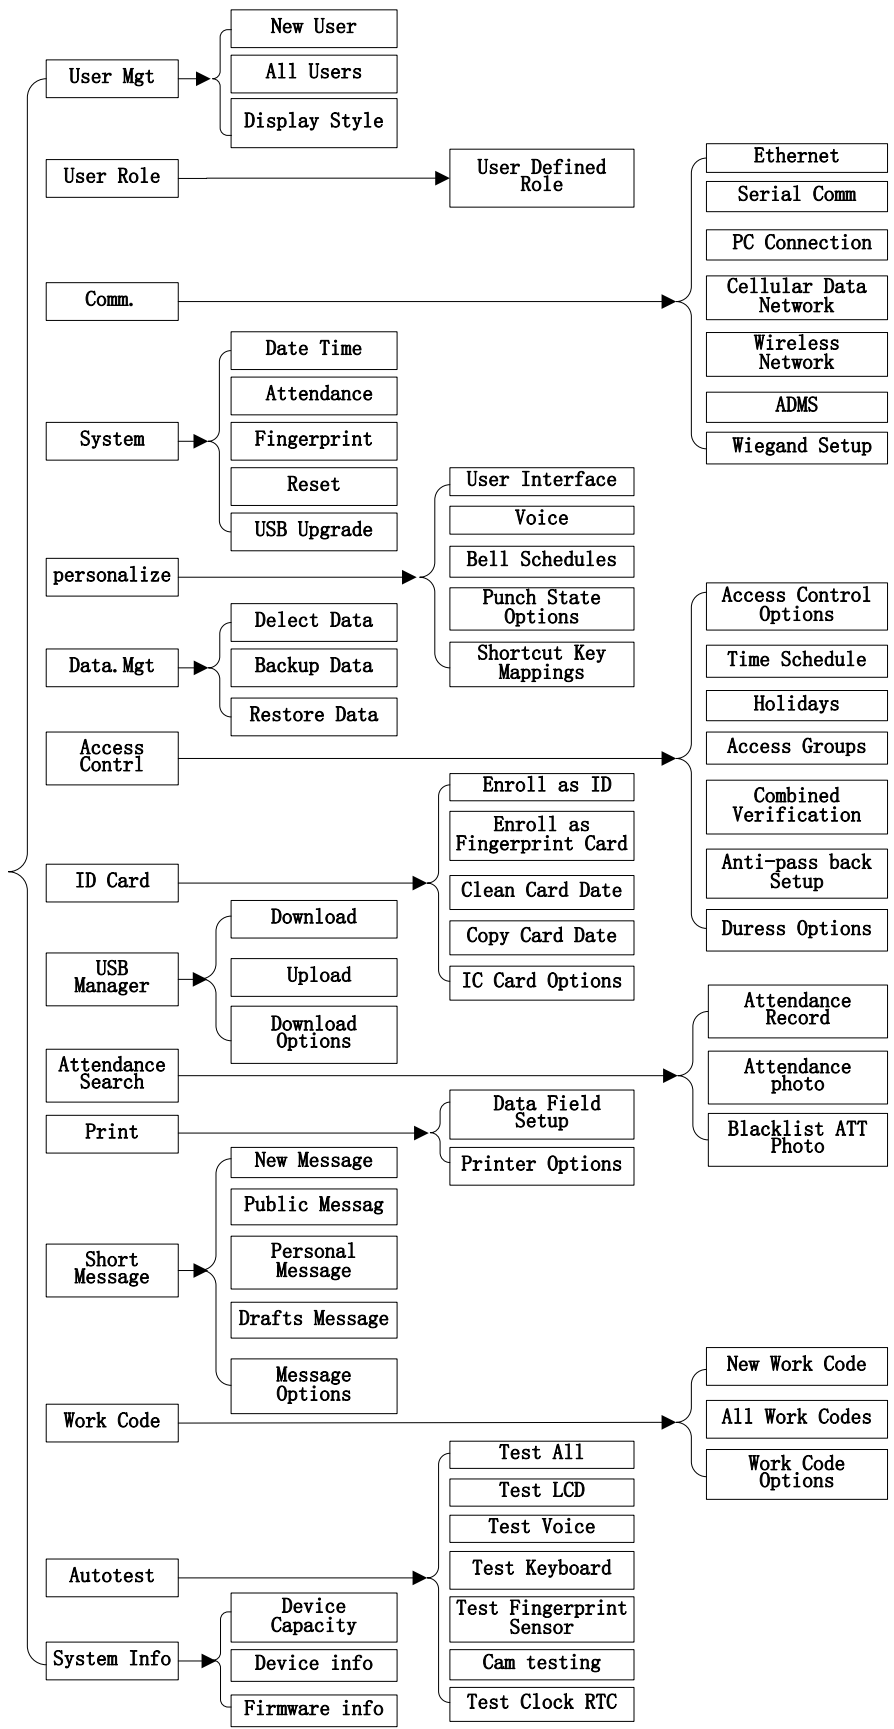 User Mgt
New User
All Users
Display Style
User Role
User Defined
Role
Comm.
Ethernet
Serial Comm
PC Connection
Cellular Data
Network
Wireless
Network
ADMS
Wiegand Setup
System
Date Time
Attendance
Fingerprint
Reset
USB Upgrade
personalize
User Interface
Voice
Bell Schedules
Punch State
Options
Shortcut Key
Mappings
Data.Mgt
Delect Data
Backup Data
Restore Data
Access
Contrl
Access Control
Options
Time Schedule
Holidays
Access Groups
Combined
Verification
Anti-pass back
Setup
Duress Options
ID Card
Enroll as ID
Enroll as
Fingerprint Card
Clean Card Date
Copy Card Date
IC Card Options
USB
Manager
Download
Upload
Download
Options
Attendance
Search
Attendance
Record
Attendance
photo
Blacklist ATT
Photo
Print
Data Field
Setup
Printer Options
Short
Message
New Message
Public Messag
Personal
Message
Drafts Message
Message
Options
Work Code
New Work Code
All Work Codes
Work Code
Options
Autotest
Test All
Test LCD
Test Voice
Test Keyboard
Test Fingerprint
Sensor
Cam testing
Test Clock RTC
System Info
Device
Capacity
Device info
Firmware info